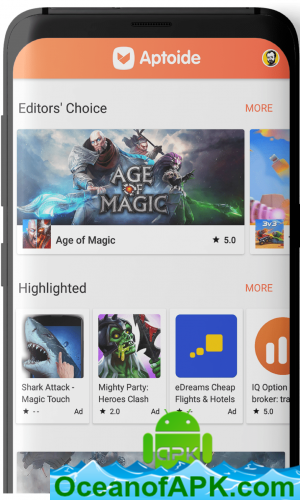 Aptoide
Editors' Choice MORE
AGE
OF
MAGIC
3V3
Age of Magic ★ 5.0
Highlighted MORE
Shark Attack - Magic Touch
★ -- Ad
Mighty Party: Heroes Clash
★ 2.0 Ad
eDreams Cheap Flights & Hotels
★ -- Ad
IQ Option broker: tra
★ 5.0
APK
OceanofAPK.com